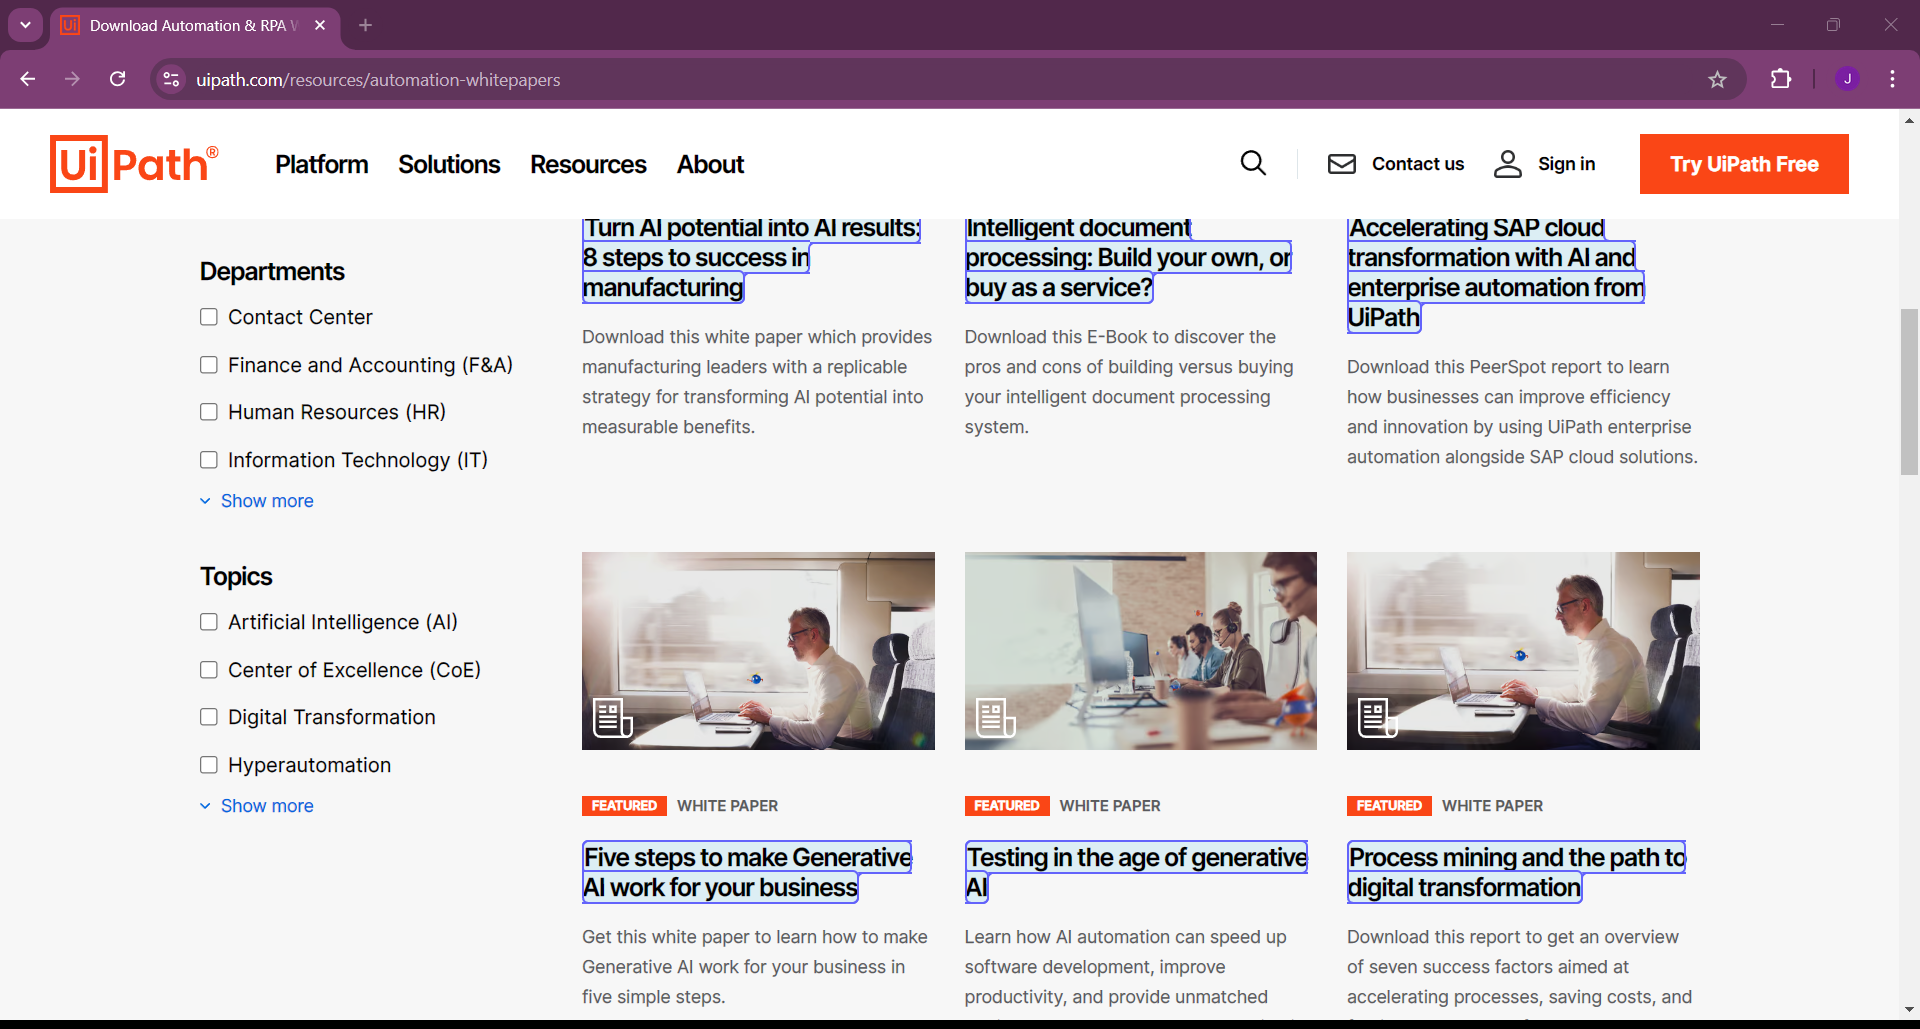 Download Automation & RPA W
uipath.com/resources/automation-whitepapers
J
UiPath®
Platform
Solutions
Resources
About
Contact us
Sign in
Try UiPath Free
Departments
Contact Center
Finance and Accounting (F&A)
Human Resources (HR)
Information Technology (IT)
Show more
Topics
Artificial Intelligence (AI)
Center of Excellence (CoE)
Digital Transformation
Hyperautomation
Show more
Turn AI potential into AI results:
8 steps to success in
manufacturing
Download this white paper which provides
manufacturing leaders with a replicable
strategy for transforming AI potential into
measurable benefits.
Intelligent document
processing: Build your own, or
buy as a service?
Download this E-Book to discover the
pros and cons of building versus buying
your intelligent document processing
system.
Accelerating SAP cloud
transformation with AI and
enterprise automation from
UiPath
Download this PeerSpot report to learn
how businesses can improve efficiency
and innovation by using UiPath enterprise
automation alongside SAP cloud solutions.
FEATURED WHITE PAPER
Five steps to make Generative
AI work for your business
Get this white paper to learn how to make
Generative AI work for your business in
five simple steps.
FEATURED WHITE PAPER
Testing in the age of generative
AI
Learn how AI automation can speed up
software development, improve
productivity, and provide unmatched
FEATURED WHITE PAPER
Process mining and the path to
digital transformation
Download this report to get an overview
of seven success factors aimed at
accelerating processes, saving costs, and